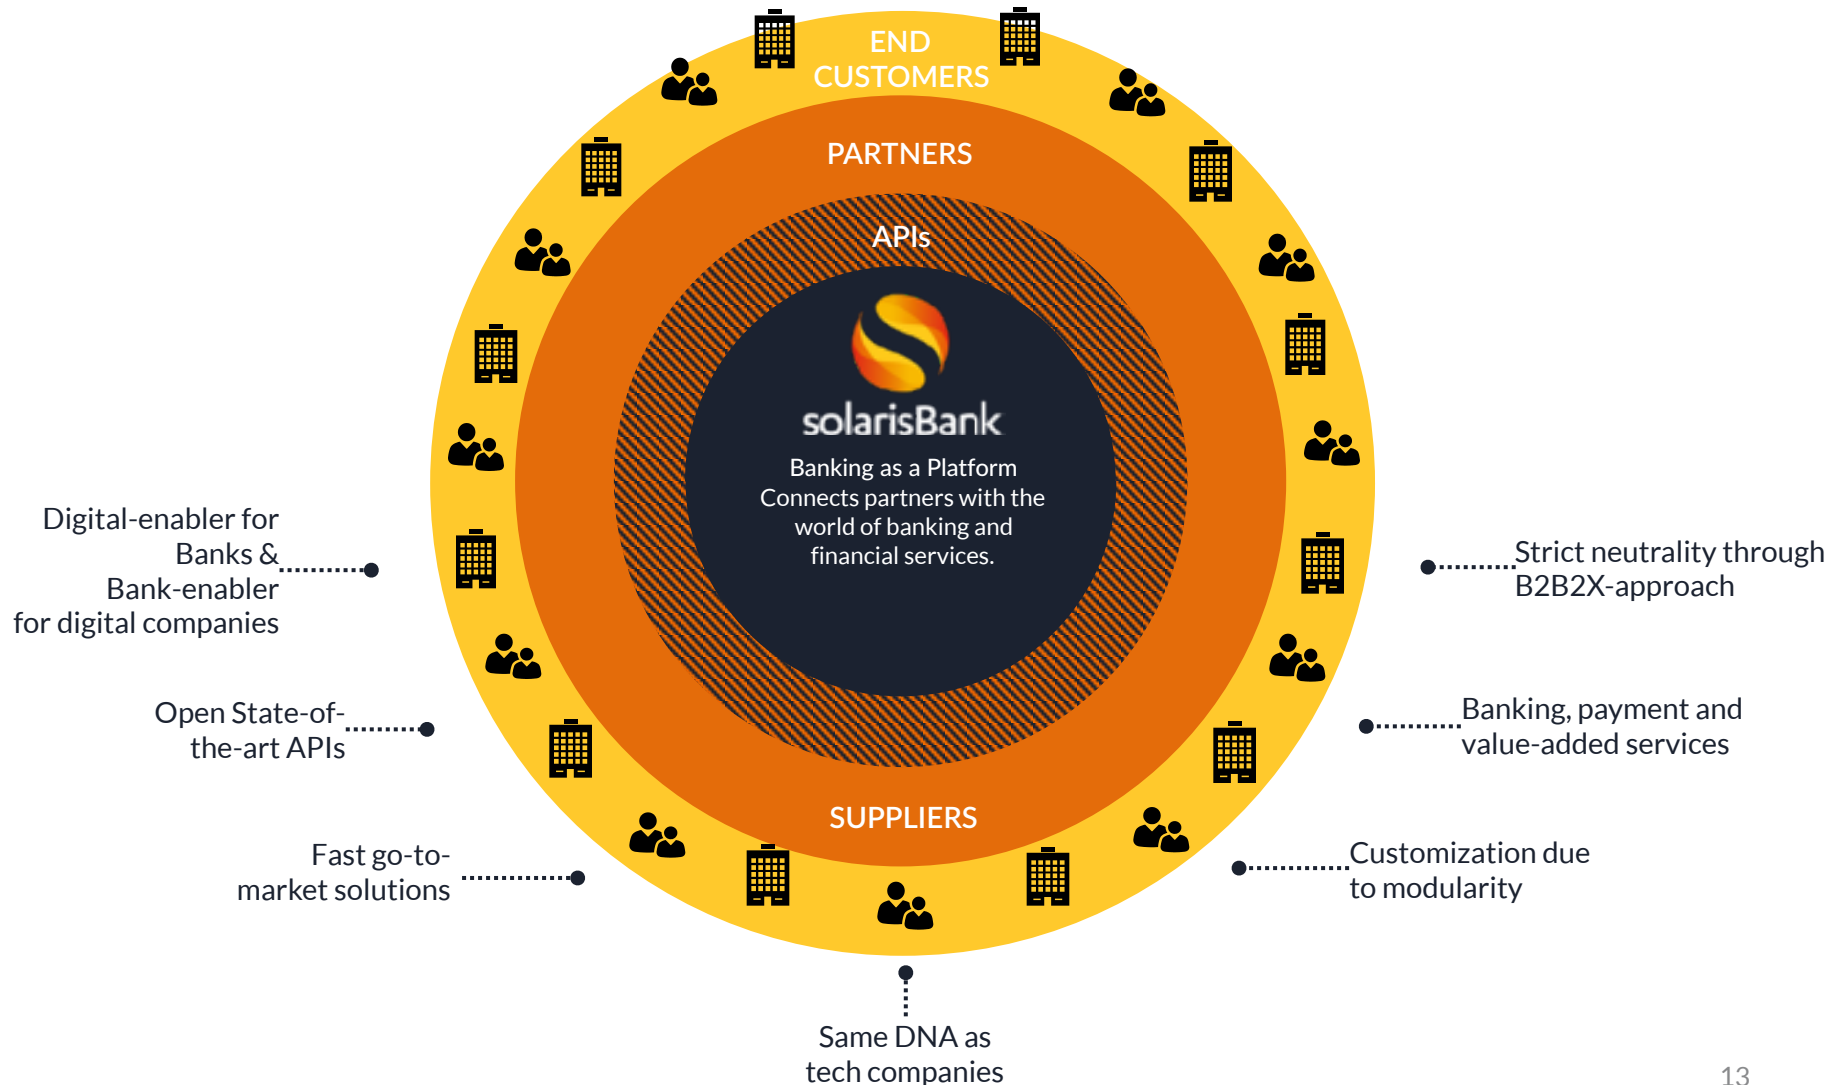 END
CUSTOMERS
PARTNERS
APIs
solarisBank
Banking as a Platform
Connects partners with the
world of banking and
financial services.
SUPPLIERS
Digital-enabler for
Banks &
Bank-enabler
for digital companies
Open State-of-
the-art APIs
Fast go-to-
market solutions
Same DNA as
tech companies
Strict neutrality through
B2B2X-approach
Banking, payment and
value-added services
Customization due
to modularity
13